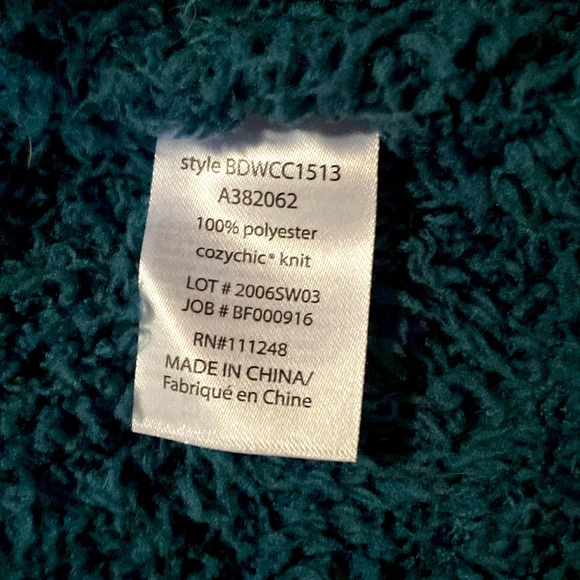 style BDWCC1513
A382062
100% polyester
cozychic® knit
LOT # 2006SW03
JOB # BF000916
RN#111248
MADE IN CHINA/
Fabriqué en Chine